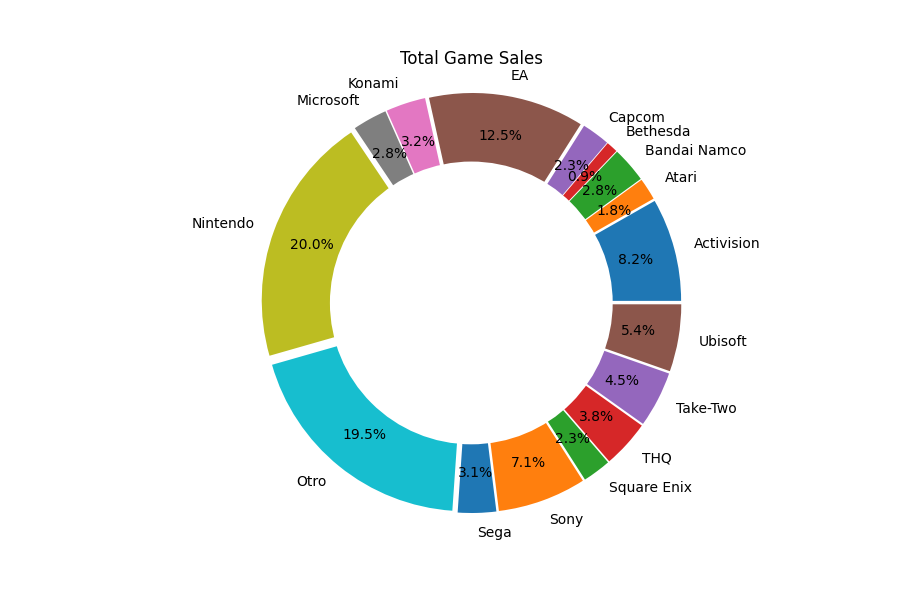 Total Game Sales
EA
Konami
Microsoft
Capcom
Bethesda
Bandai Namco
Atari
12.5%
3.2%
2.8%
2.3%
0.9%
2.8%
1.8%
Nintendo
20.0%
Activision
8.2%
5.4%
Ubisoft
4.5%
Take-Two
3.8%
THQ
2.3%
Square Enix
19.5%
Otro
7.1%
Sony
3.1%
Sega